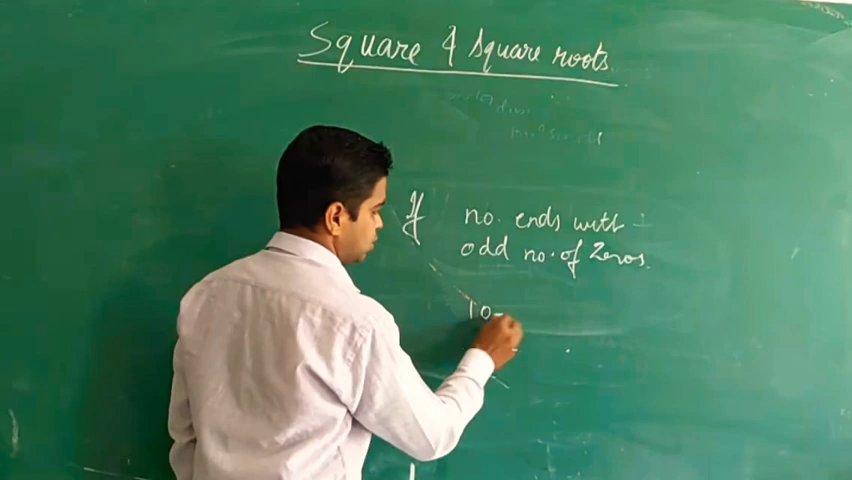 Square & Square roots
If no. ends with
odd no. of zeros.
10